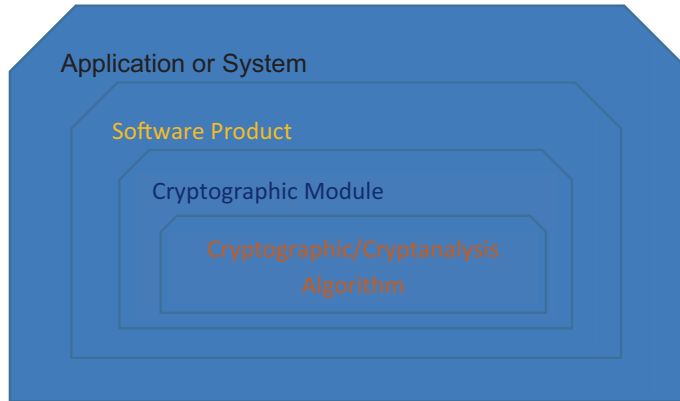 Application or System
Software Product
Cryptographic Module
Cryptographic/Cryptanalysis
Algorithm